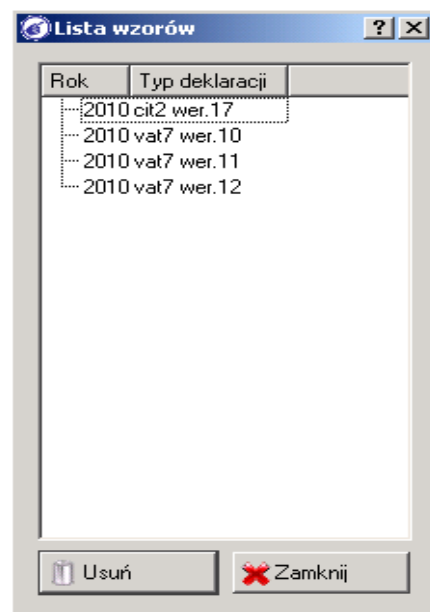 Lista wzorów
Rok Typ deklaracji
2010 cit2 wer.17
2010 vat7 wer.10
2010 vat7 wer.11
2010 vat7 wer.12
Usuń Zamknij